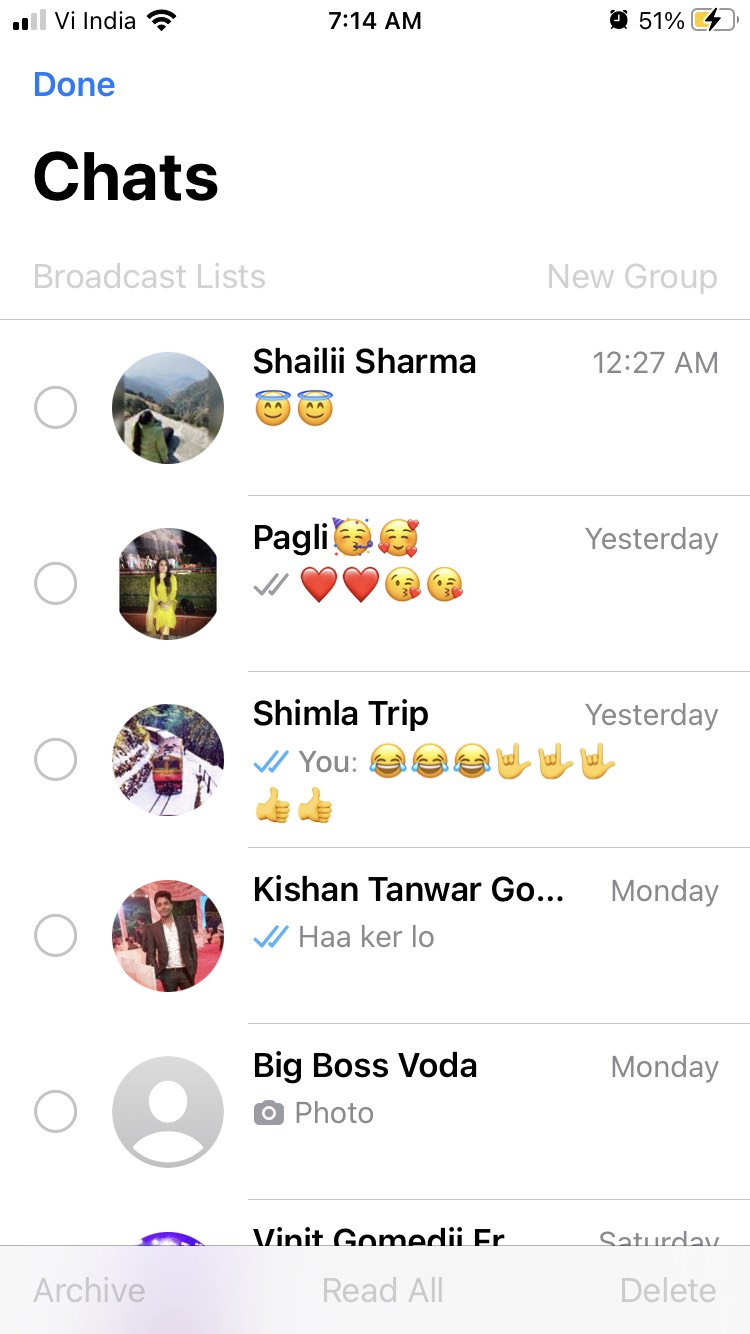 Vi India 7:14 AM 51%
Done
Chats
Broadcast Lists New Group
Shailii Sharma 12:27 AM
😇😇
Pagli🥳🥰 Yesterday
❤️❤️😘😘
Shimla Trip Yesterday
You: 😂😂😂🤟🤟🤟
👍👍
Kishan Tanwar Go... Monday
Haa ker lo
Big Boss Voda Monday
Photo
Vinit Gomedii Fr Saturday
Archive Read All Delete